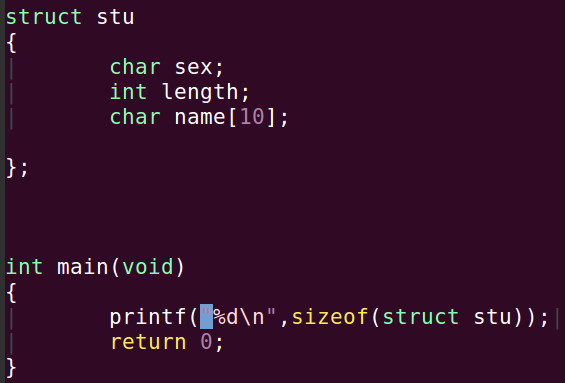 struct stu
{
char sex;
int length;
char name[10];
};
int main(void)
{
printf("%d\n",sizeof(struct stu));
return 0;
}